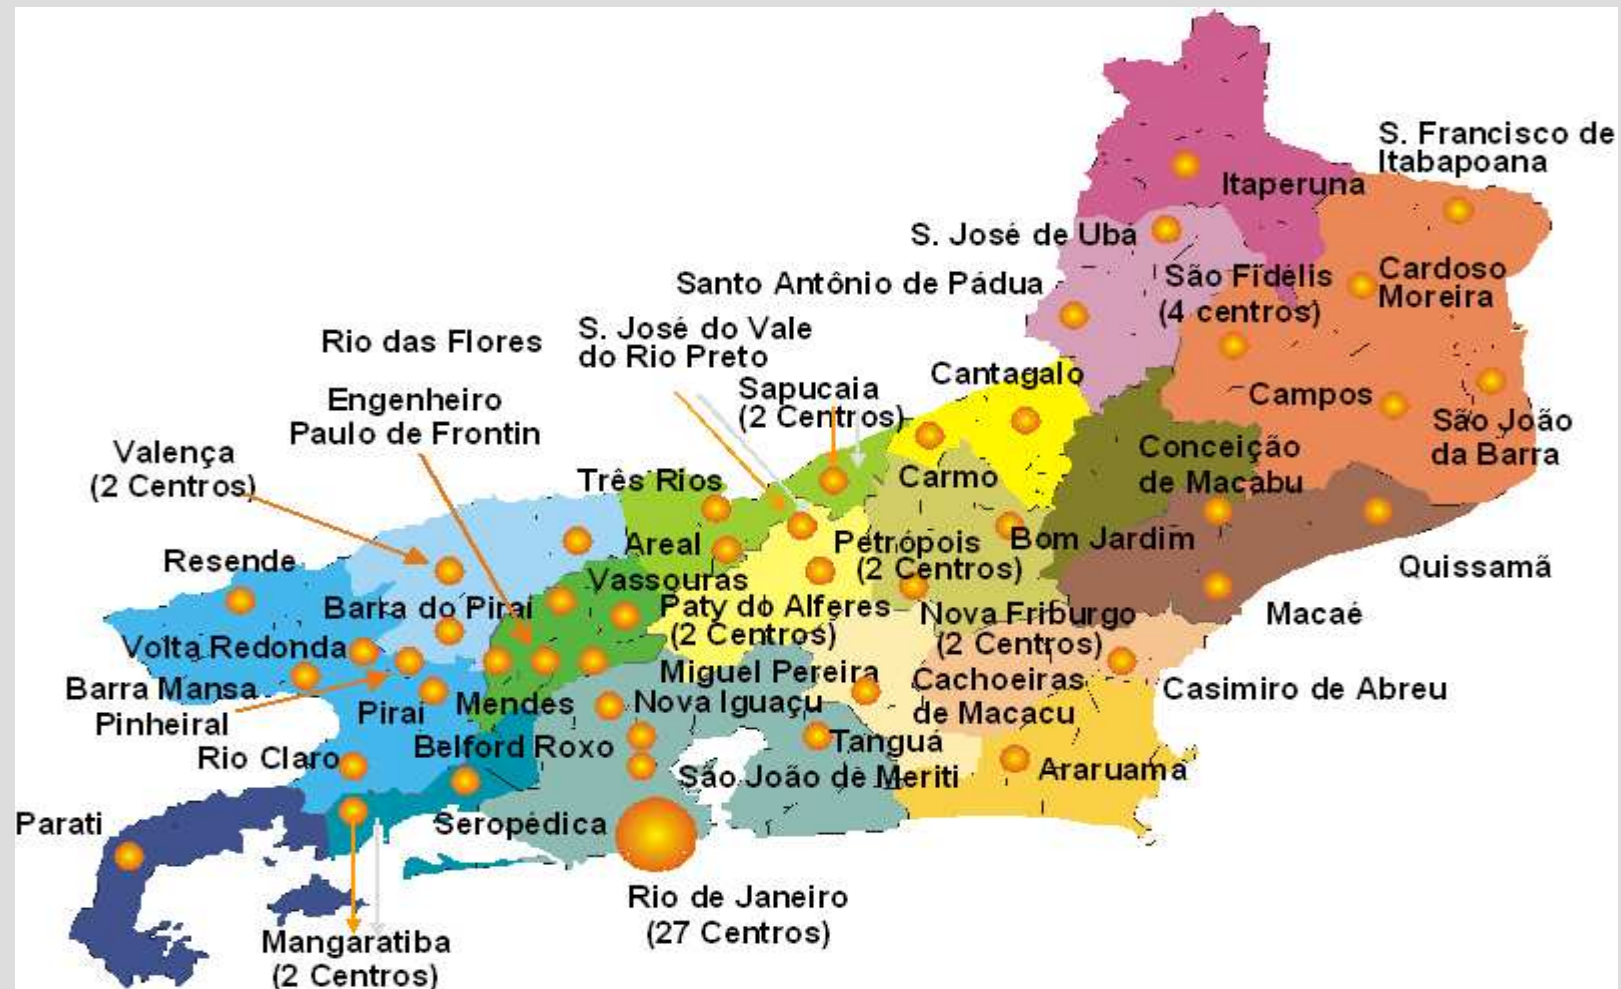 S. Francisco de
Itabapoana
Itaperuna
S. José de Ubá
Santo Antônio de Pádua
São Fidélis
(4 centros)
Cardoso
Moreira
Rio das Flores
S. José do Vale
do Rio Preto
Sapucaia
(2 Centros)
Cantagalo
Campos
São João
da Barra
Engenheiro
Paulo de Frontin
Valença
(2 Centros)
Três Rios
Carmo
Conceição
de Macabu
Resende
Areal
Petrópois
(2 Centros)
Bom Jardim
Quissamã
Vassouras
Barra do Piraí
Paty do Alferes
(2 Centros)
Nova Friburgo
(2 Centros)
Macaé
Volta Redonda
Miguel Pereira
Cachoeiras
de Macacu
Casimiro de Abreu
Barra Mansa
Pinheiral
Piraí
Mendes
Nova Iguaçu
Rio Claro
Belford Roxo
Tanguá
São João de Meriti
Araruama
Parati
Seropédica
Rio de Janeiro
(27 Centros)
Mangaratiba
(2 Centros)